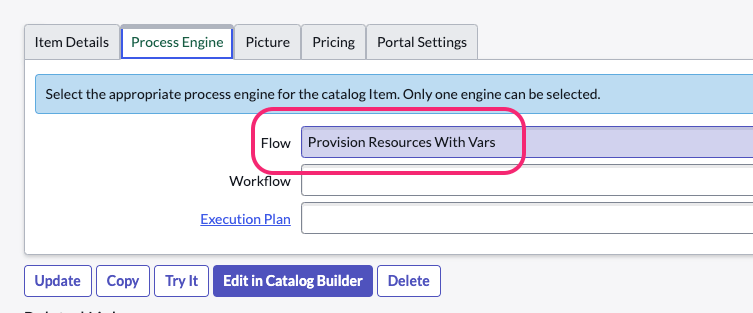 Item Details
Process Engine
Picture
Pricing
Portal Settings
Select the appropriate process engine for the catalog Item. Only one engine can be selected.
Flow
Provision Resources With Vars
Workflow
Execution Plan
Update
Copy
Try It
Edit in Catalog Builder
Delete